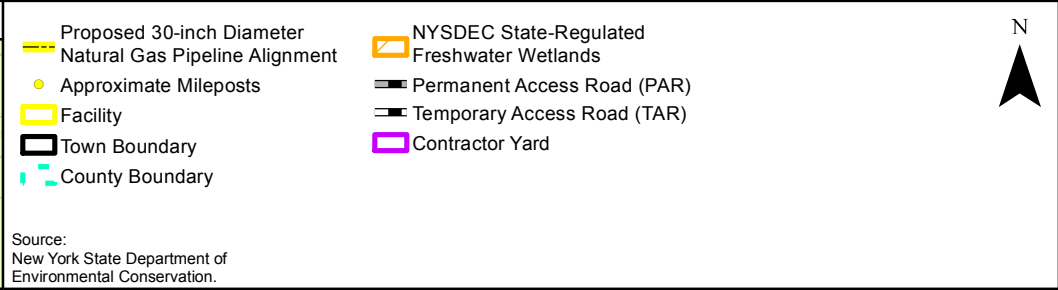 Proposed 30-inch Diameter
Natural Gas Pipeline Alignment
Approximate Mileposts
Facility
Town Boundary
County Boundary
NYSDEC State-Regulated
Freshwater Wetlands
Permanent Access Road (PAR)
Temporary Access Road (TAR)
Contractor Yard
N
Source:
New York State Department of
Environmental Conservation.